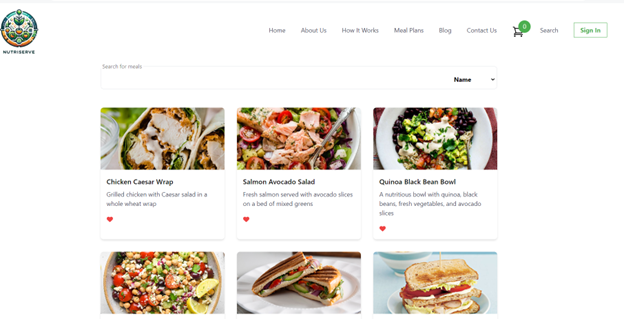 NUTRISERVE
Home About Us How It Works Meal Plans Blog Contact Us 0 Search Sign In
Search for meals
Name
Chicken Caesar Wrap
Grilled chicken with Caesar salad in a
whole wheat wrap
Salmon Avocado Salad
Fresh salmon served with avocado slices
on a bed of mixed greens
Quinoa Black Bean Bowl
A nutritious bowl with quinoa, black
beans, fresh vegetables, and avocado
slices